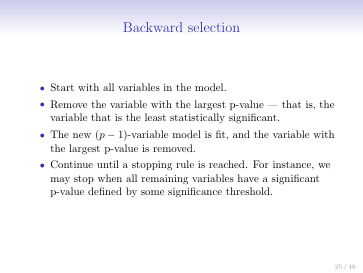 Backward selection
• Start with all variables in the model.
• Remove the variable with the largest p-value — that is, the
variable that is the least statistically significant.
• The new (p − 1)-variable model is fit, and the variable with
the largest p-value is removed.
• Continue until a stopping rule is reached. For instance, we
may stop when all remaining variables have a significant
p-value defined by some significance threshold.
25 / 48